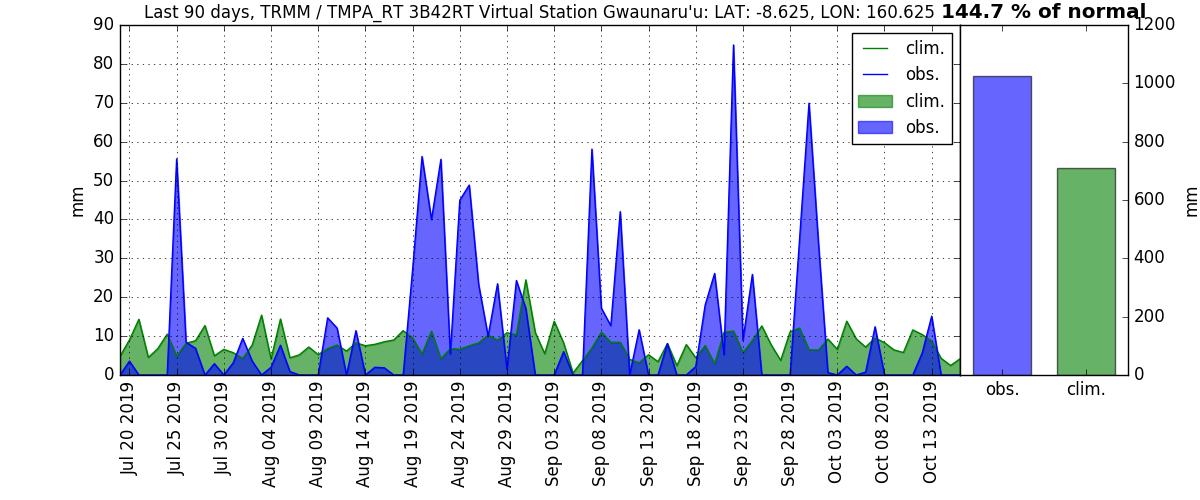 Last 90 days, TRMM / TMPA_RT 3B42RT Virtual Station Gwaunaru'u: LAT: -8.625, LON: 160.625 144.7 % of normal
90
80
70
60
50
40
30
20
10
0
mm
clim.
obs.
clim.
obs.
Jul 20 2019
Jul 25 2019
Jul 30 2019
Aug 04 2019
Aug 09 2019
Aug 14 2019
Aug 19 2019
Aug 24 2019
Aug 29 2019
Sep 03 2019
Sep 08 2019
Sep 13 2019
Sep 18 2019
Sep 23 2019
Sep 28 2019
Oct 03 2019
Oct 08 2019
Oct 13 2019
1200
1000
800
600
400
200
0
mm
obs.
clim.